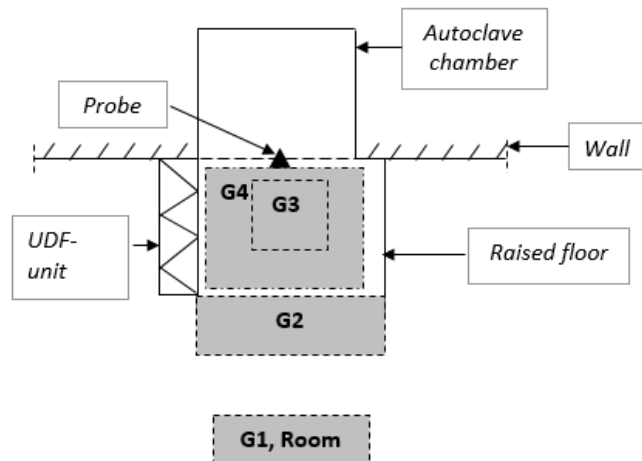 Autoclave
chamber
Probe
Wall
G4
G3
UDF-
unit
Raised floor
G2
G1, Room